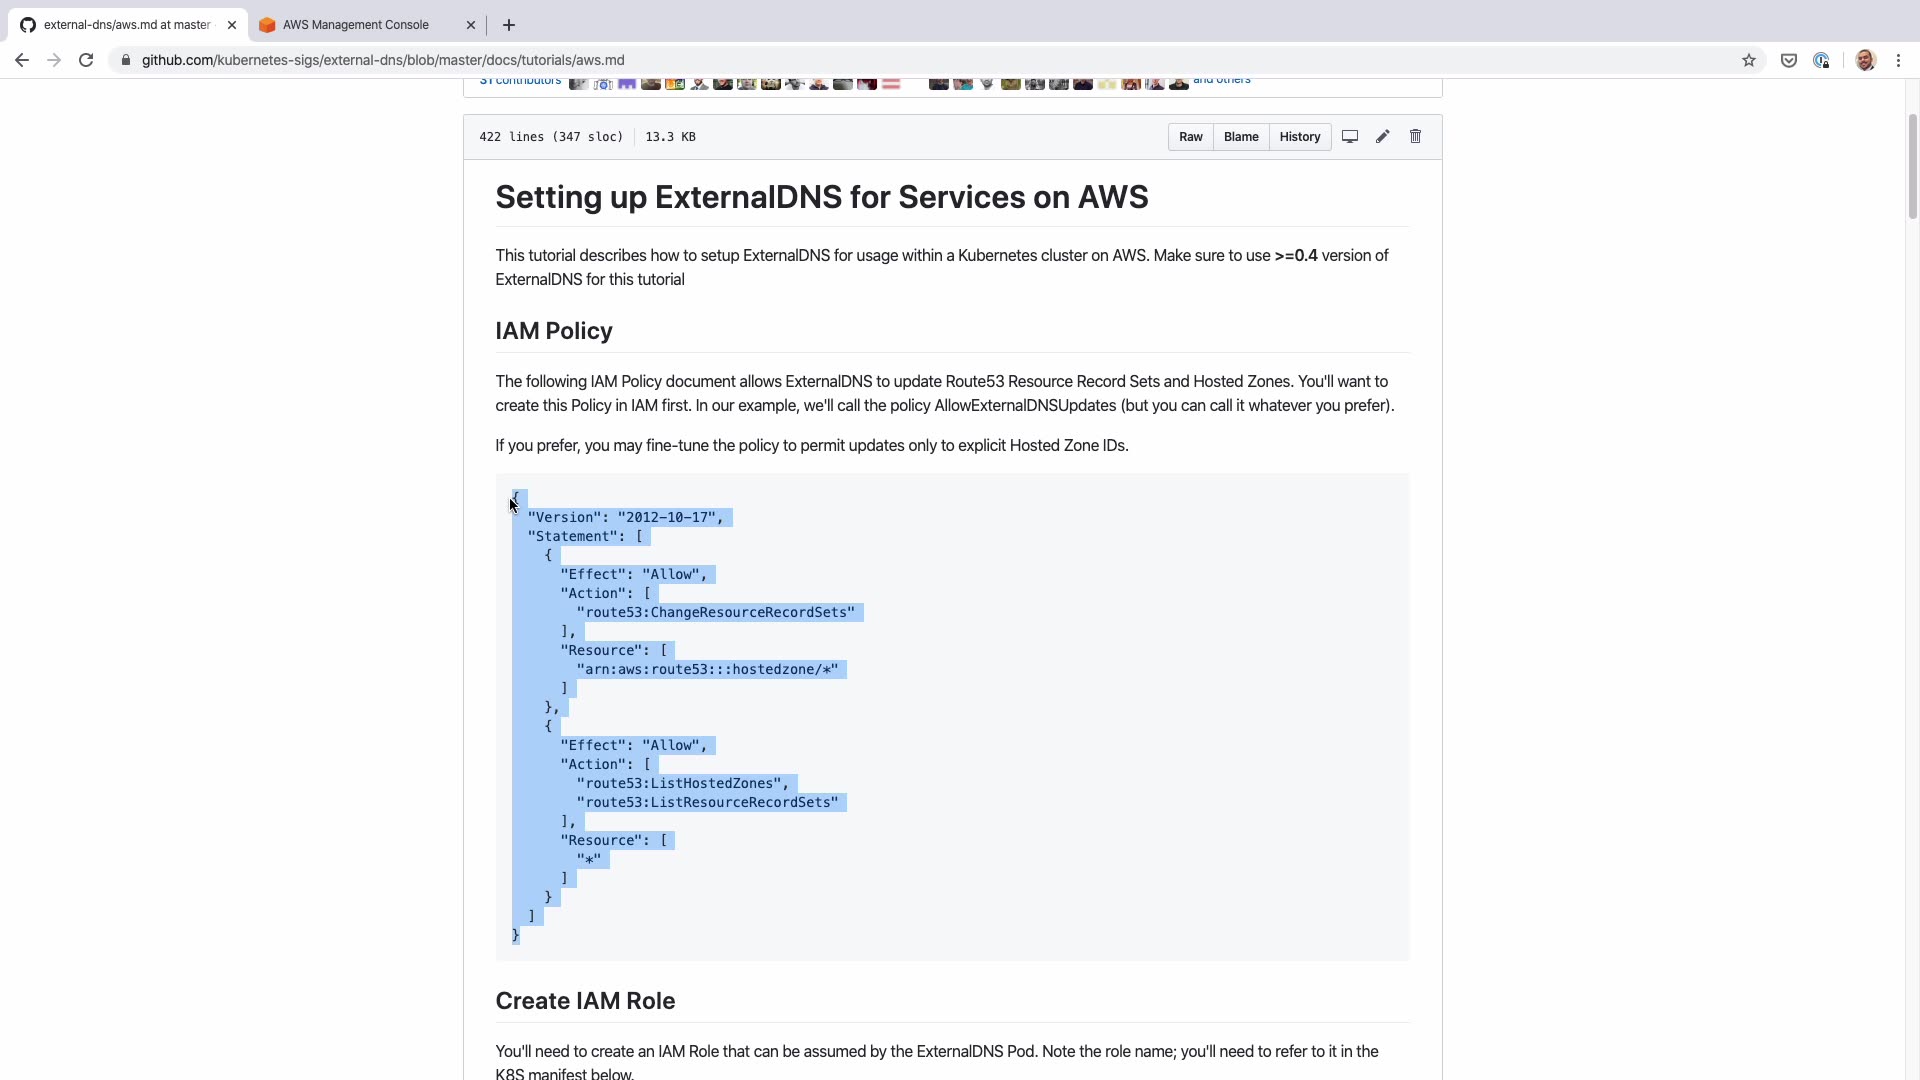 external-dns/aws.md at master
AWS Management Console
github.com/kubernetes-sigs/external-dns/blob/master/docs/tutorials/aws.md
31 contributors
and others
422 lines (347 sloc)
13.3 KB
Raw
Blame
History
Setting up ExternalDNS for Services on AWS
This tutorial describes how to setup ExternalDNS for usage within a Kubernetes cluster on AWS. Make sure to use >=0.4 version of
ExternalDNS for this tutorial
IAM Policy
The following IAM Policy document allows ExternalDNS to update Route53 Resource Record Sets and Hosted Zones. You'll want to
create this Policy in IAM first. In our example, we'll call the policy AllowExternalDNSUpdates (but you can call it whatever you prefer).
If you prefer, you may fine-tune the policy to permit updates only to explicit Hosted Zone IDs.
{
"Version": "2012-10-17",
"Statement": [
{
"Effect": "Allow",
"Action": [
"route53:ChangeResourceRecordSets"
],
"Resource": [
"arn:aws:route53:::hostedzone/*"
]
},
{
"Effect": "Allow",
"Action": [
"route53:ListHostedZones",
"route53:ListResourceRecordSets"
],
"Resource": [
"*"
]
}
]
}
Create IAM Role
You'll need to create an IAM Role that can be assumed by the ExternalDNS Pod. Note the role name; you'll need to refer to it in the
K8S manifest below.